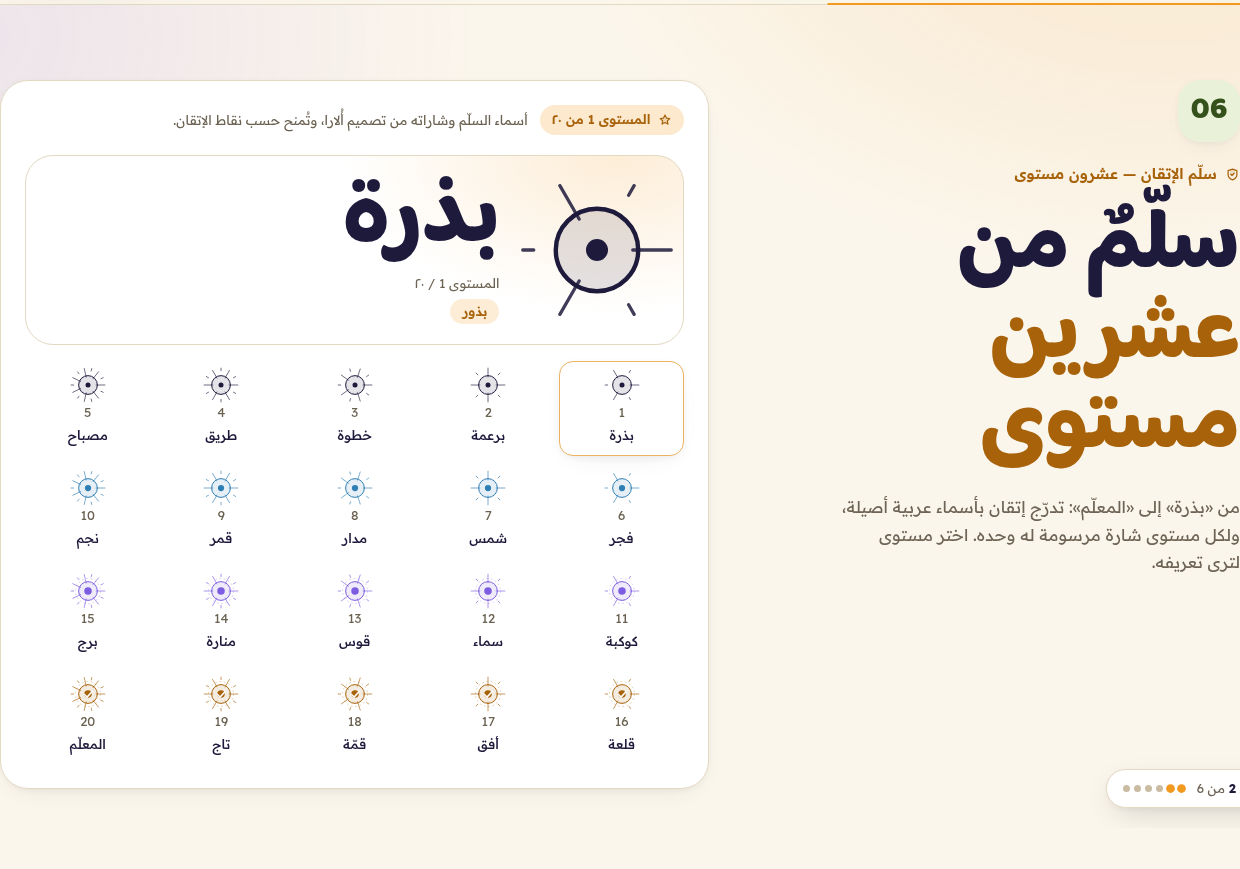 06
سلّم الإتقان — عشرون مستوى
سلّمٌ من
عشرين
مستوى
من «بذرة» إلى «المعلّم»: تدرّج إتقان بأسماء عربية أصيلة،
ولكل مستوى شارة مرسومة له وحده. اختر مستوى
لترى تعريفه.
2 من 6
المستوى 1 من ٢٠
أسماء السلّم وشاراته من تصميم ألارا، وتُمنح حسب نقاط الإتقان.
بذرة
المستوى 1 / ٢٠
بذور
1 2 3 4 5
بذرة برعمة خطوة طريق مصباح
6 7 8 9 10
فجر شمس مدار قمر نجم
11 12 13 14 15
كوكبة سماء قوس منارة برج
16 17 18 19 20
قلعة أفق قمّة تاج المعلّم